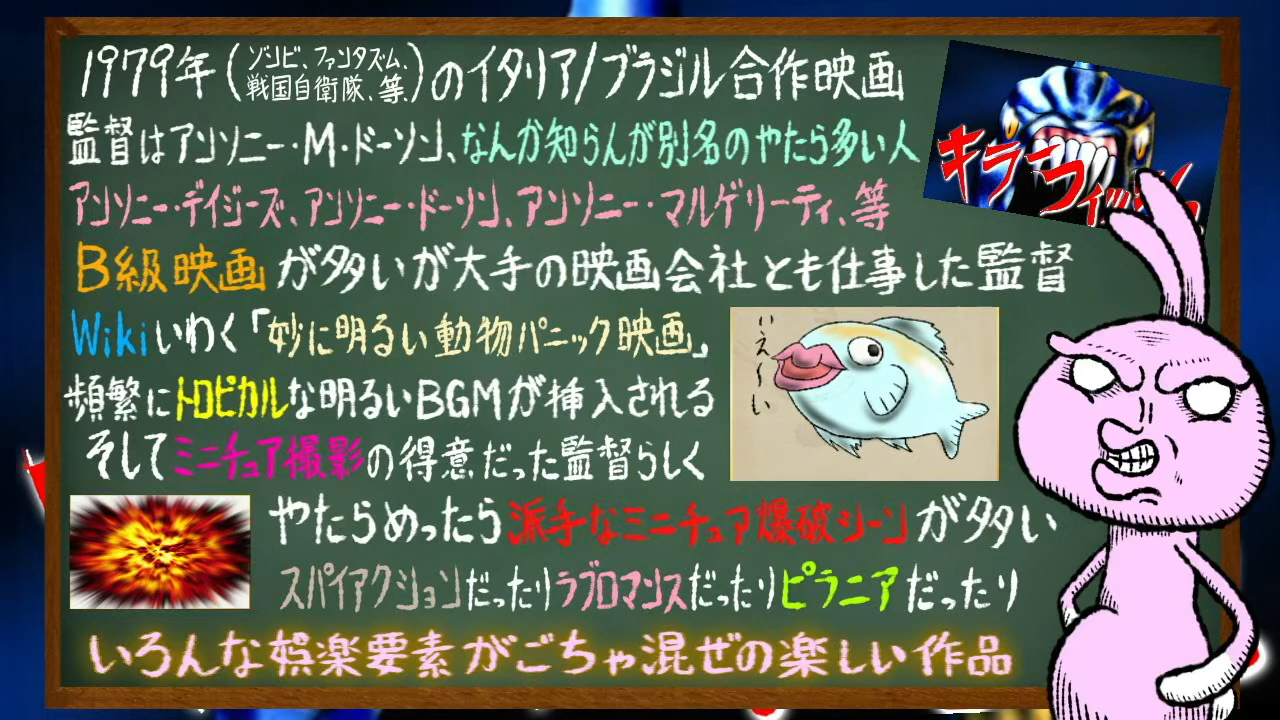 1979年(ゾンビ、ファンタズム、戦国自衛隊、等)のイタリア/ブラジル合作映画
監督はアンソニー・M・ドーソン、なんか知らんが別名のやたら多い人
アンソニー・デイジーズ、アンソニー・ドーソン、アンソニー・マルゲリーティ、等
B級映画が多いが大手の映画会社とも仕事した監督
Wikiいわく「妙に明るい動物パニック映画」
頻繁にトロピカルな明るいBGMが挿入される
そしてミニチュア撮影の得意だった監督らしく
やたらめったら派手なミニチュア爆破シーンが多い
スパイアクションだったりラブロマンスだったりピラニアだったり
いろんな娯楽要素がごちゃ混ぜの楽しい作品
キラー
フィッシュ
いえ〜い